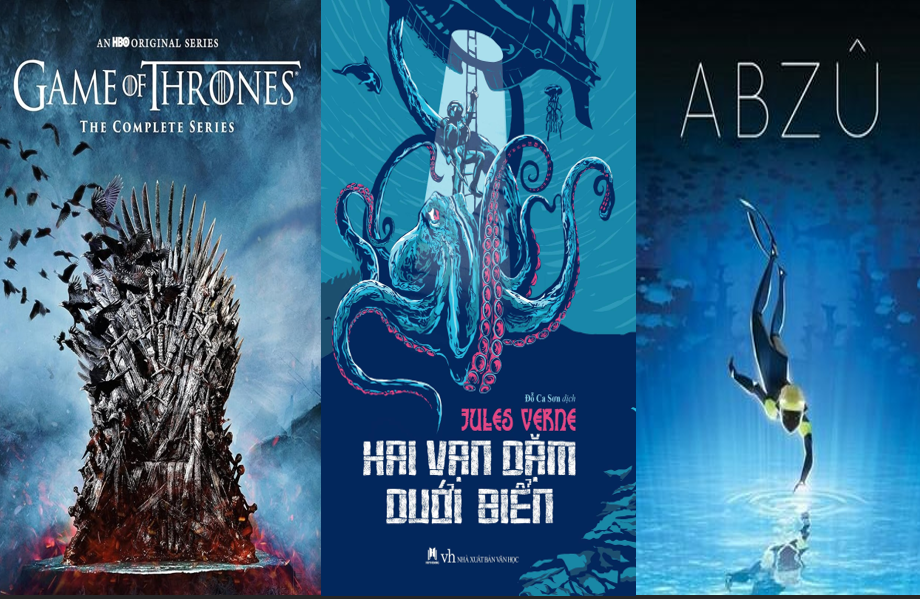 AN HBO ORIGINAL SERIES
GAME OF THRONES
THE COMPLETE SERIES
Đỗ Ca Sơn dịch
JULES VERNE
HAI VẠN DẶM
DƯỚI BIỂN
vh NHÀ XUẤT BẢN VĂN HỌC
ABZÛ